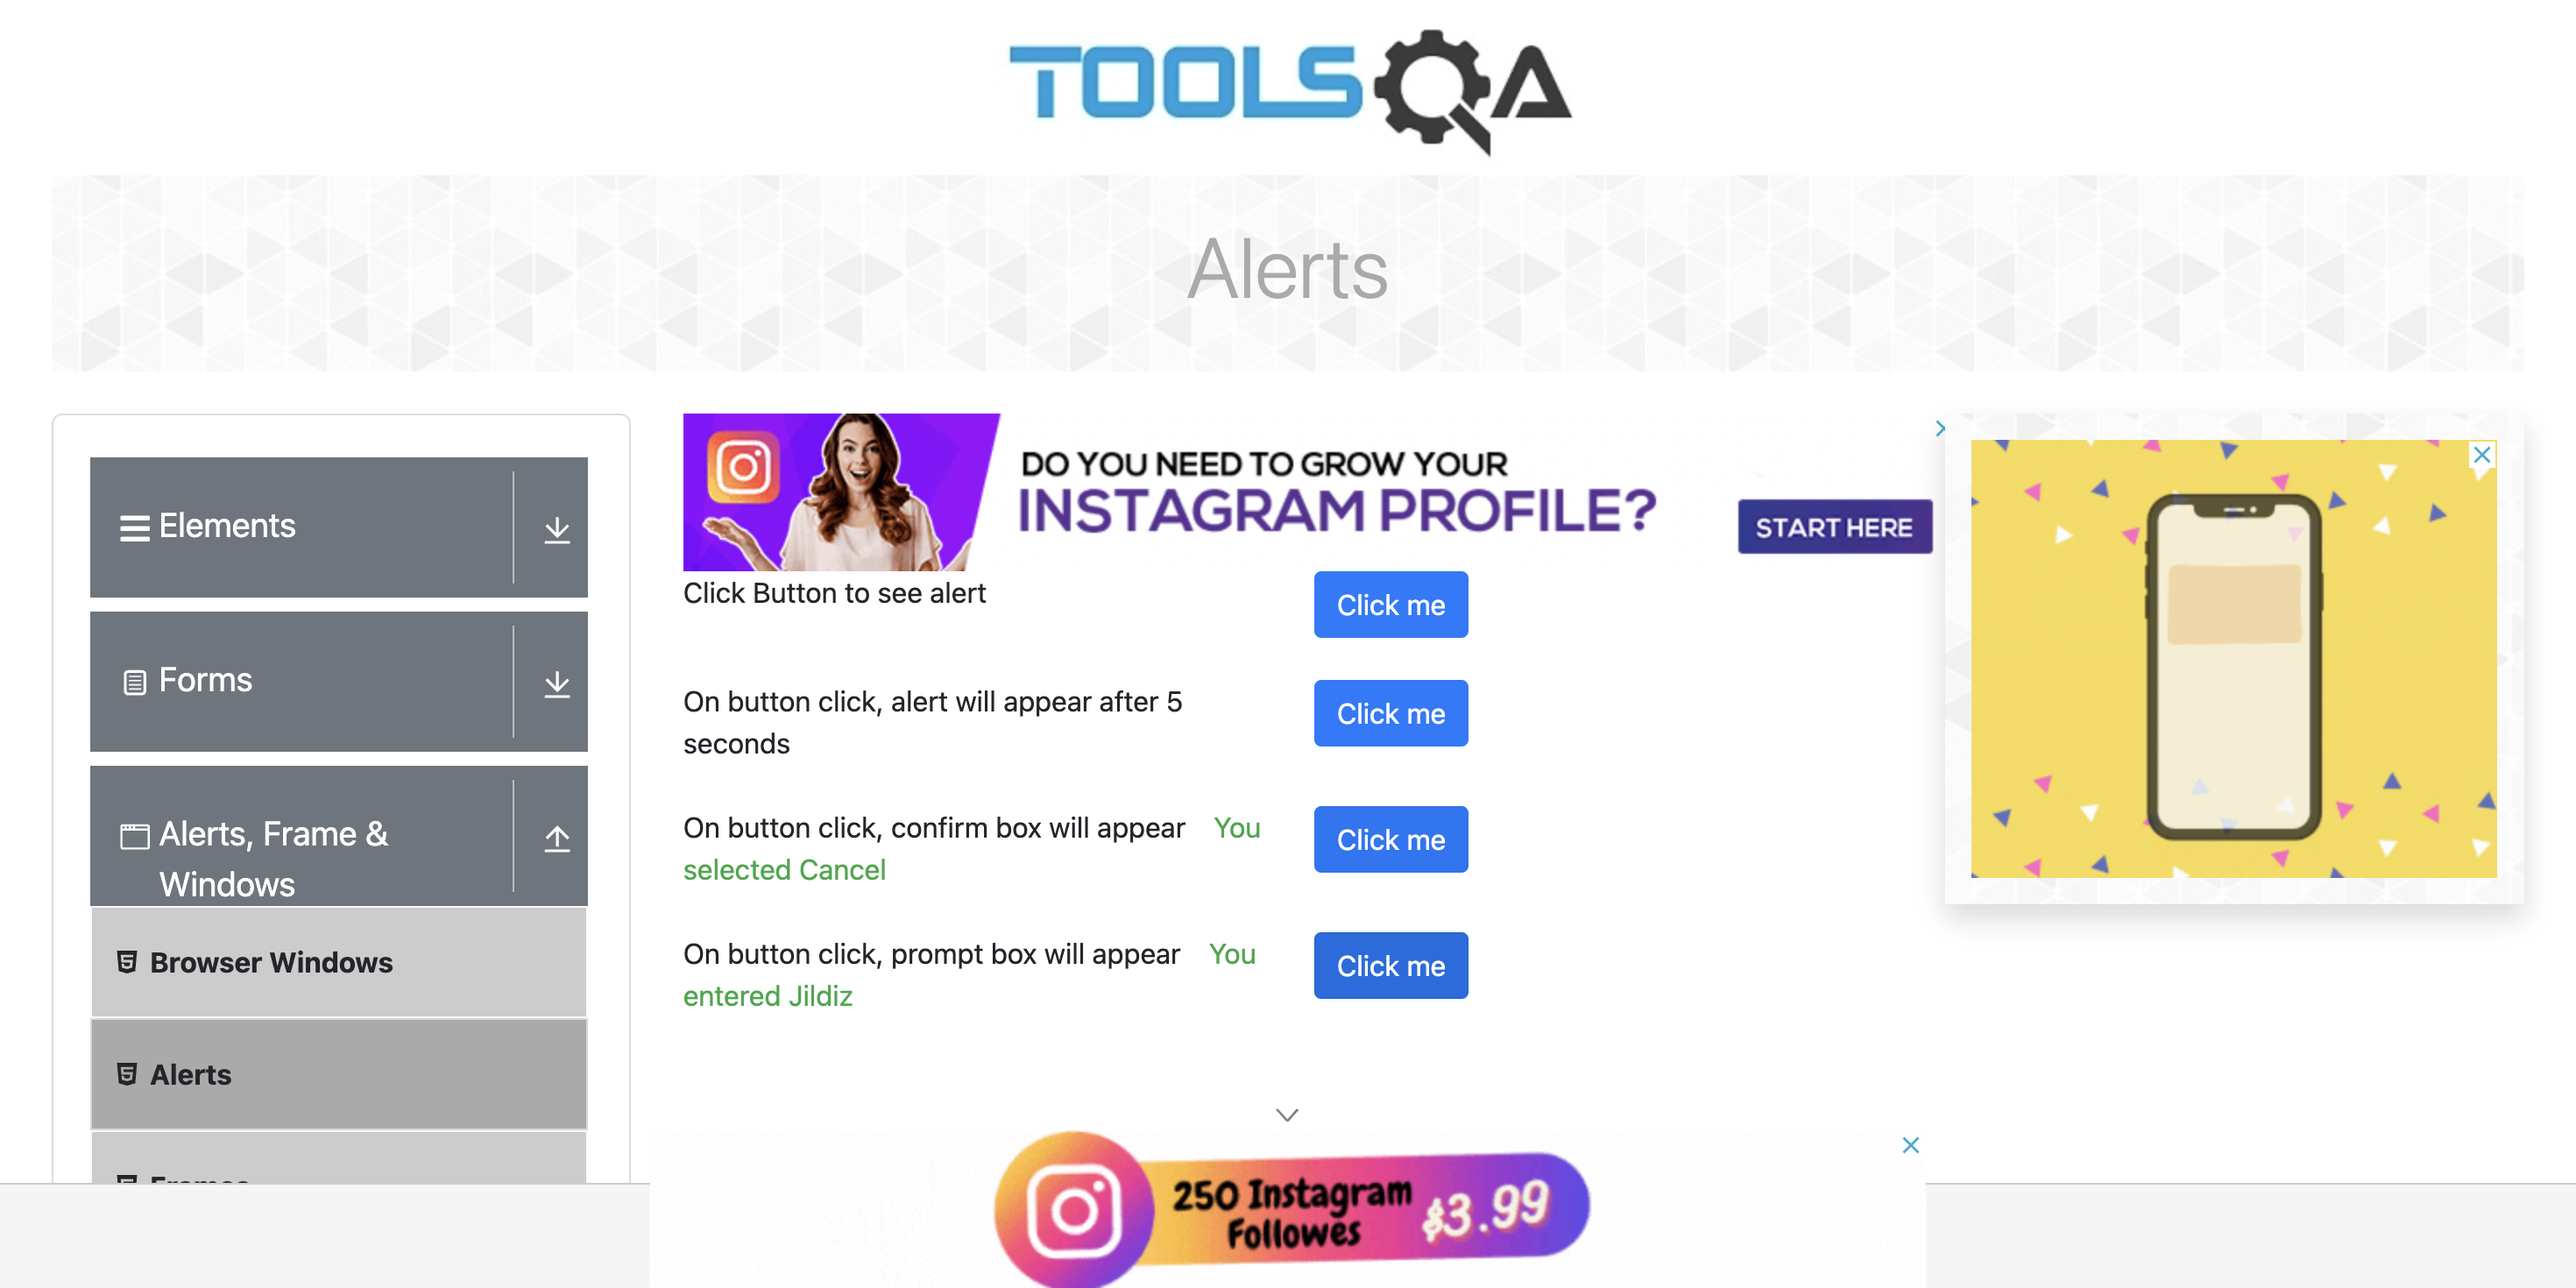 TOOLSQA
Alerts
Elements
Forms
Alerts, Frame &
Windows
Browser Windows
Alerts
Frames
DO YOU NEED TO GROW YOUR
INSTAGRAM PROFILE?
START HERE
Click Button to see alert
Click me
On button click, alert will appear after 5
seconds
Click me
On button click, confirm box will appear You
selected Cancel
Click me
On button click, prompt box will appear You
entered Jildiz
Click me
250 Instagram
Followes
$3.99